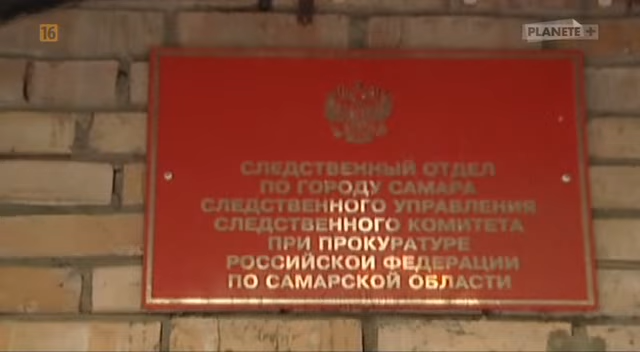 16
PLANETE +
СЛЕДСТВЕННЫЙ ОТДЕЛ
ПО ГОРОДУ САМАРА
СЛЕДСТВЕННОГО УПРАВЛЕНИЯ
СЛЕДСТВЕННОГО КОМИТЕТА
ПРИ ПРОКУРАТУРЕ
РОССИЙСКОЙ ФЕДЕРАЦИИ
ПО САМАРСКОЙ ОБЛАСТИ